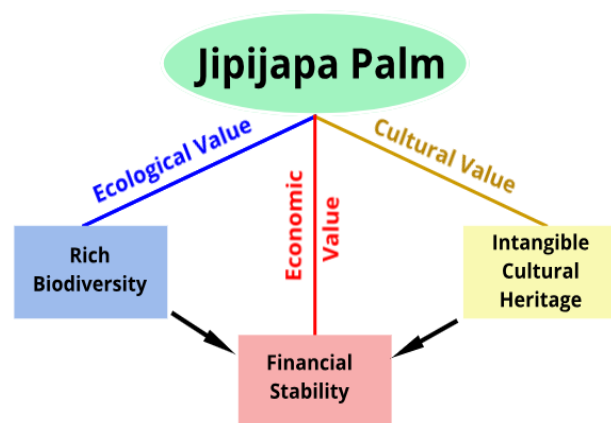 Jipijapa Palm
Ecological Value
Economic
Value
Cultural Value
Rich
Biodiversity
Intangible
Cultural
Heritage
Financial
Stability